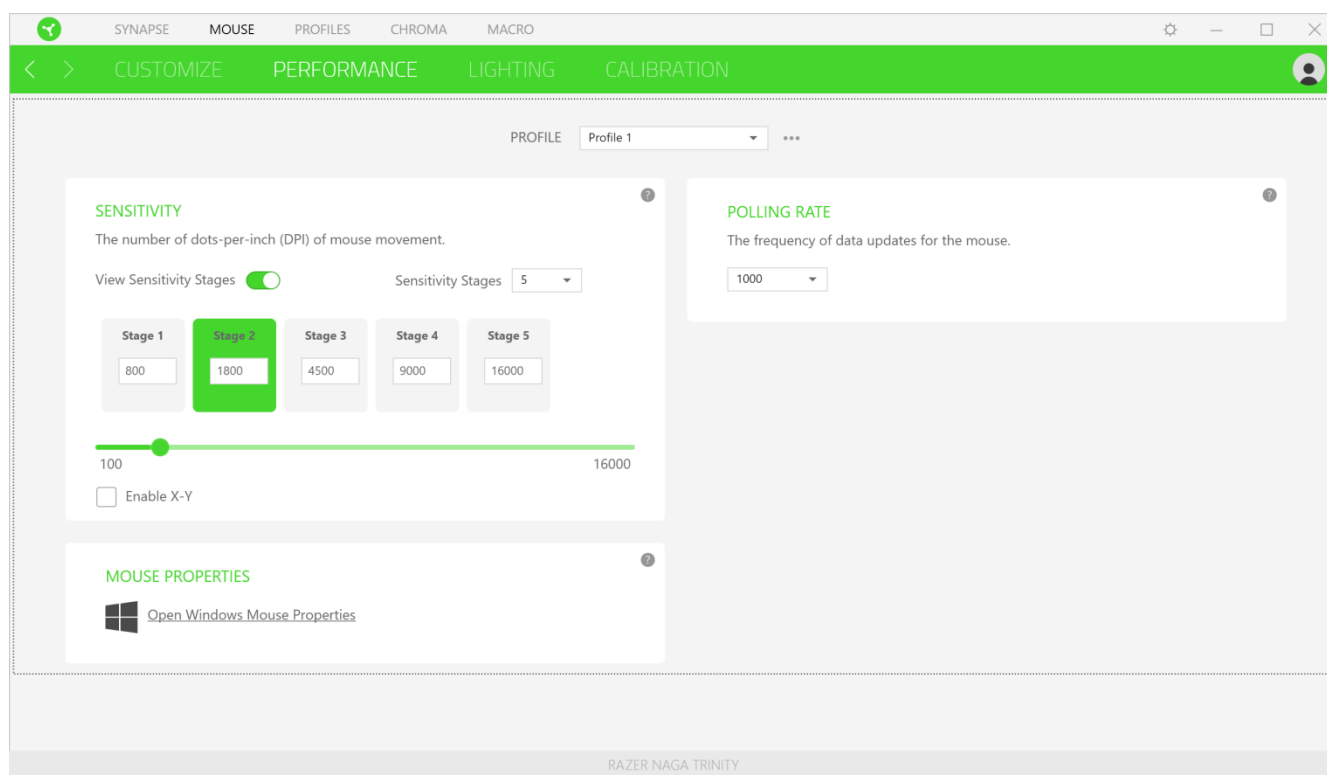 SYNAPSE MOUSE PROFILES CHROMA MACRO
CUSTOMIZE PERFORMANCE LIGHTING CALIBRATION
PROFILE Profile 1
SENSITIVITY
The number of dots-per-inch (DPI) of mouse movement.
View Sensitivity Stages
Sensitivity Stages 5
Stage 1 Stage 2 Stage 3 Stage 4 Stage 5
800 1800 4500 9000 16000
100 16000
Enable X-Y
POLLING RATE
The frequency of data updates for the mouse.
1000
MOUSE PROPERTIES
Open Windows Mouse Properties
RAZER NAGA TRINITY